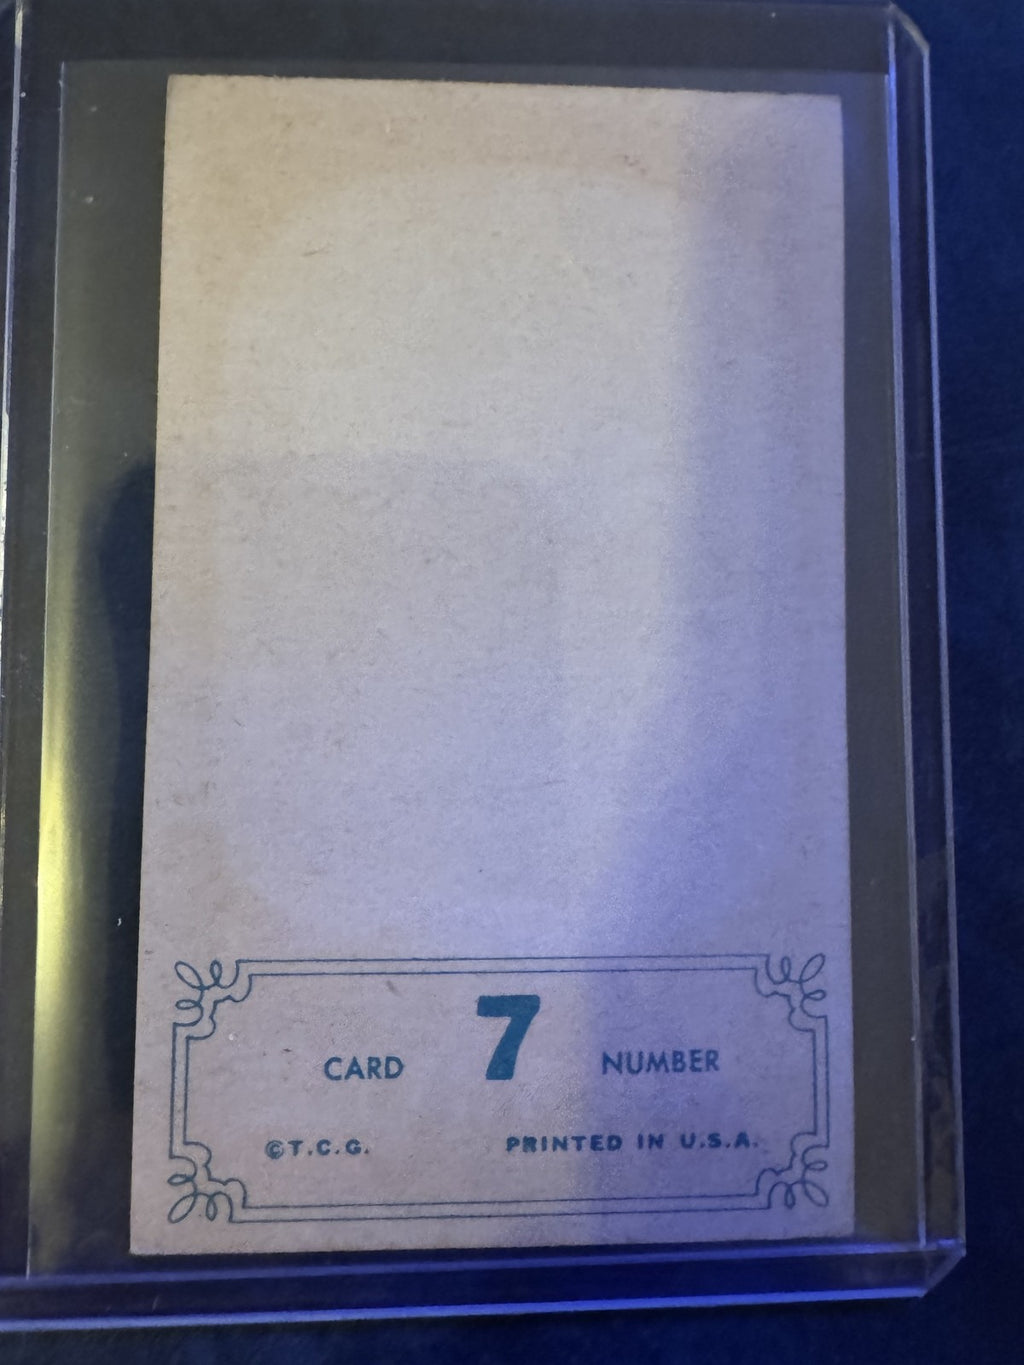 7
CARD NUMBER
©T.C.G. PRINTED IN U.S.A.